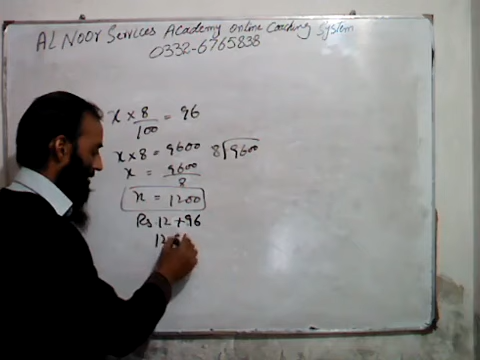 AL Noor Services Academy Online Coaching System
0332-6765838
x × 8/100 = 96
x × 8 = 9600
8)9600
x = 9600/8
x = 1200
Rs. 12 + 96
12